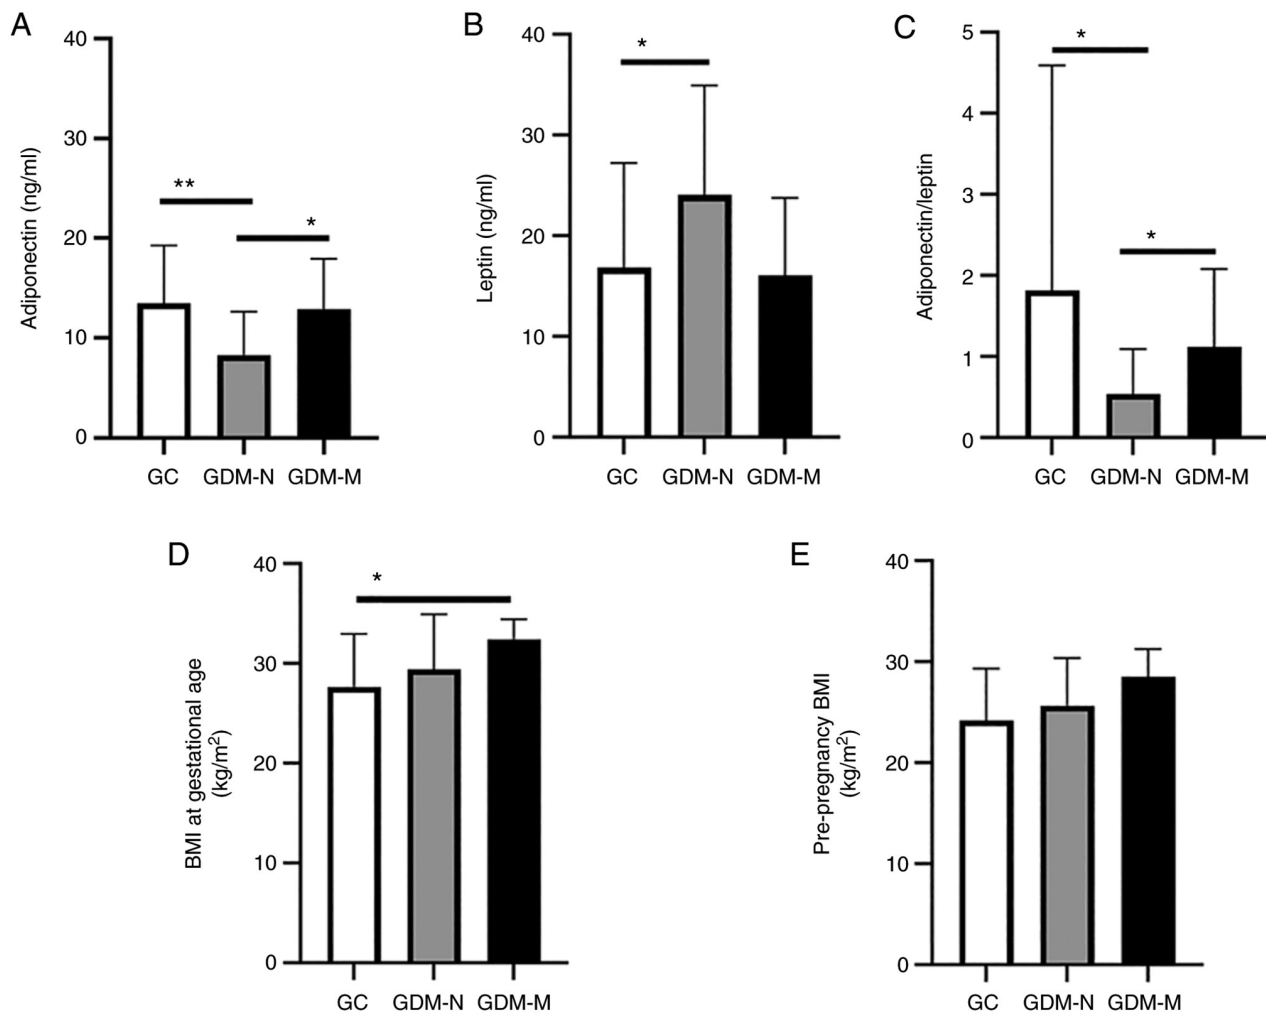 A
Adiponectin (ng/ml)
40
30
20
10
0
**
*
GC GDM-N GDM-M
B
Leptin (ng/ml)
40
30
20
10
0
*
GC GDM-N GDM-M
C
Adiponectin/leptin
5
4
3
2
1
0
*
*
GC GDM-N GDM-M
D
BMI at gestational age
(kg/m²)
40
30
20
10
0
*
GC GDM-N GDM-M
E
Pre-pregnancy BMI
(kg/m²)
40
30
20
10
0
GC GDM-N GDM-M